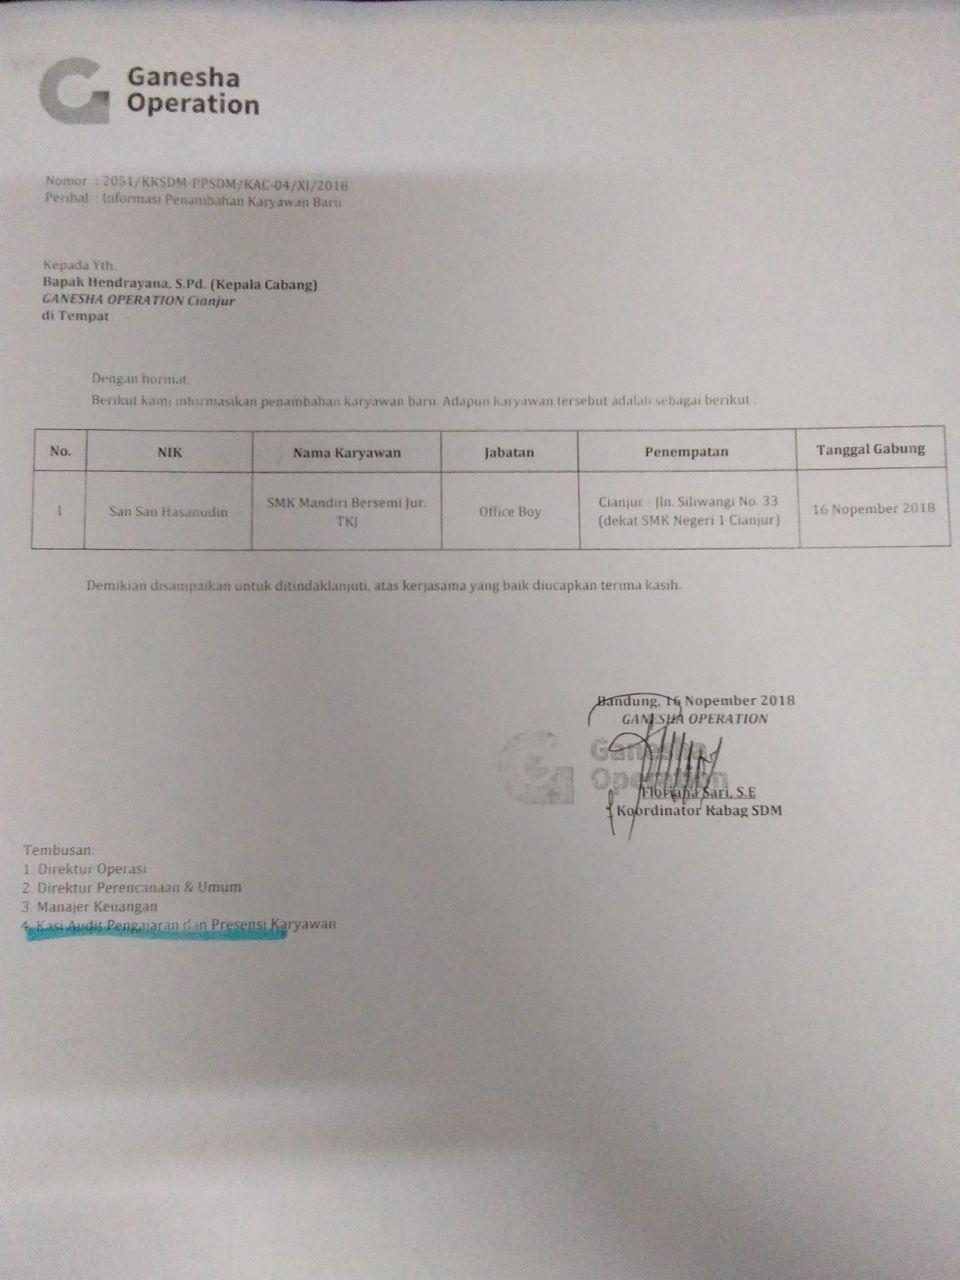 Ganesha
Operation
Nomor : 2051/KKSDM-PPSDM/KAC-04/XI/2018
Perihal : Informasi Penambahan Karyawan Baru
Kepada Yth.
Bapak Hendrayana, S.Pd. (Kepala Cabang)
GANESHA OPERATION Cianjur
di Tempat
Dengan hormat,
Berikut kami informasikan penambahan karyawan baru. Adapun karyawan tersebut adalah sebagai berikut :
No. NIK Nama Karyawan Jabatan Penempatan Tanggal Gabung
1 San San Hasanudin SMK Mandiri Bersemi Jur. TKJ Office Boy Cianjur - Jln. Siliwangi No. 33 (dekat SMK Negeri 1 Cianjur) 16 Nopember 2018
Demikian disampaikan untuk ditindaklanjuti, atas kerjasama yang baik diucapkan terima kasih.
Bandung, 16 Nopember 2018
GANESHA OPERATION
Ganesha
Operation
Sari, S.E
Koordinator Kabag SDM
Tembusan:
1. Direktur Operasi
2. Direktur Perencanaan & Umum
3. Manajer Keuangan
4. Kasi Audit Pengajaran dan Presensi Karyawan